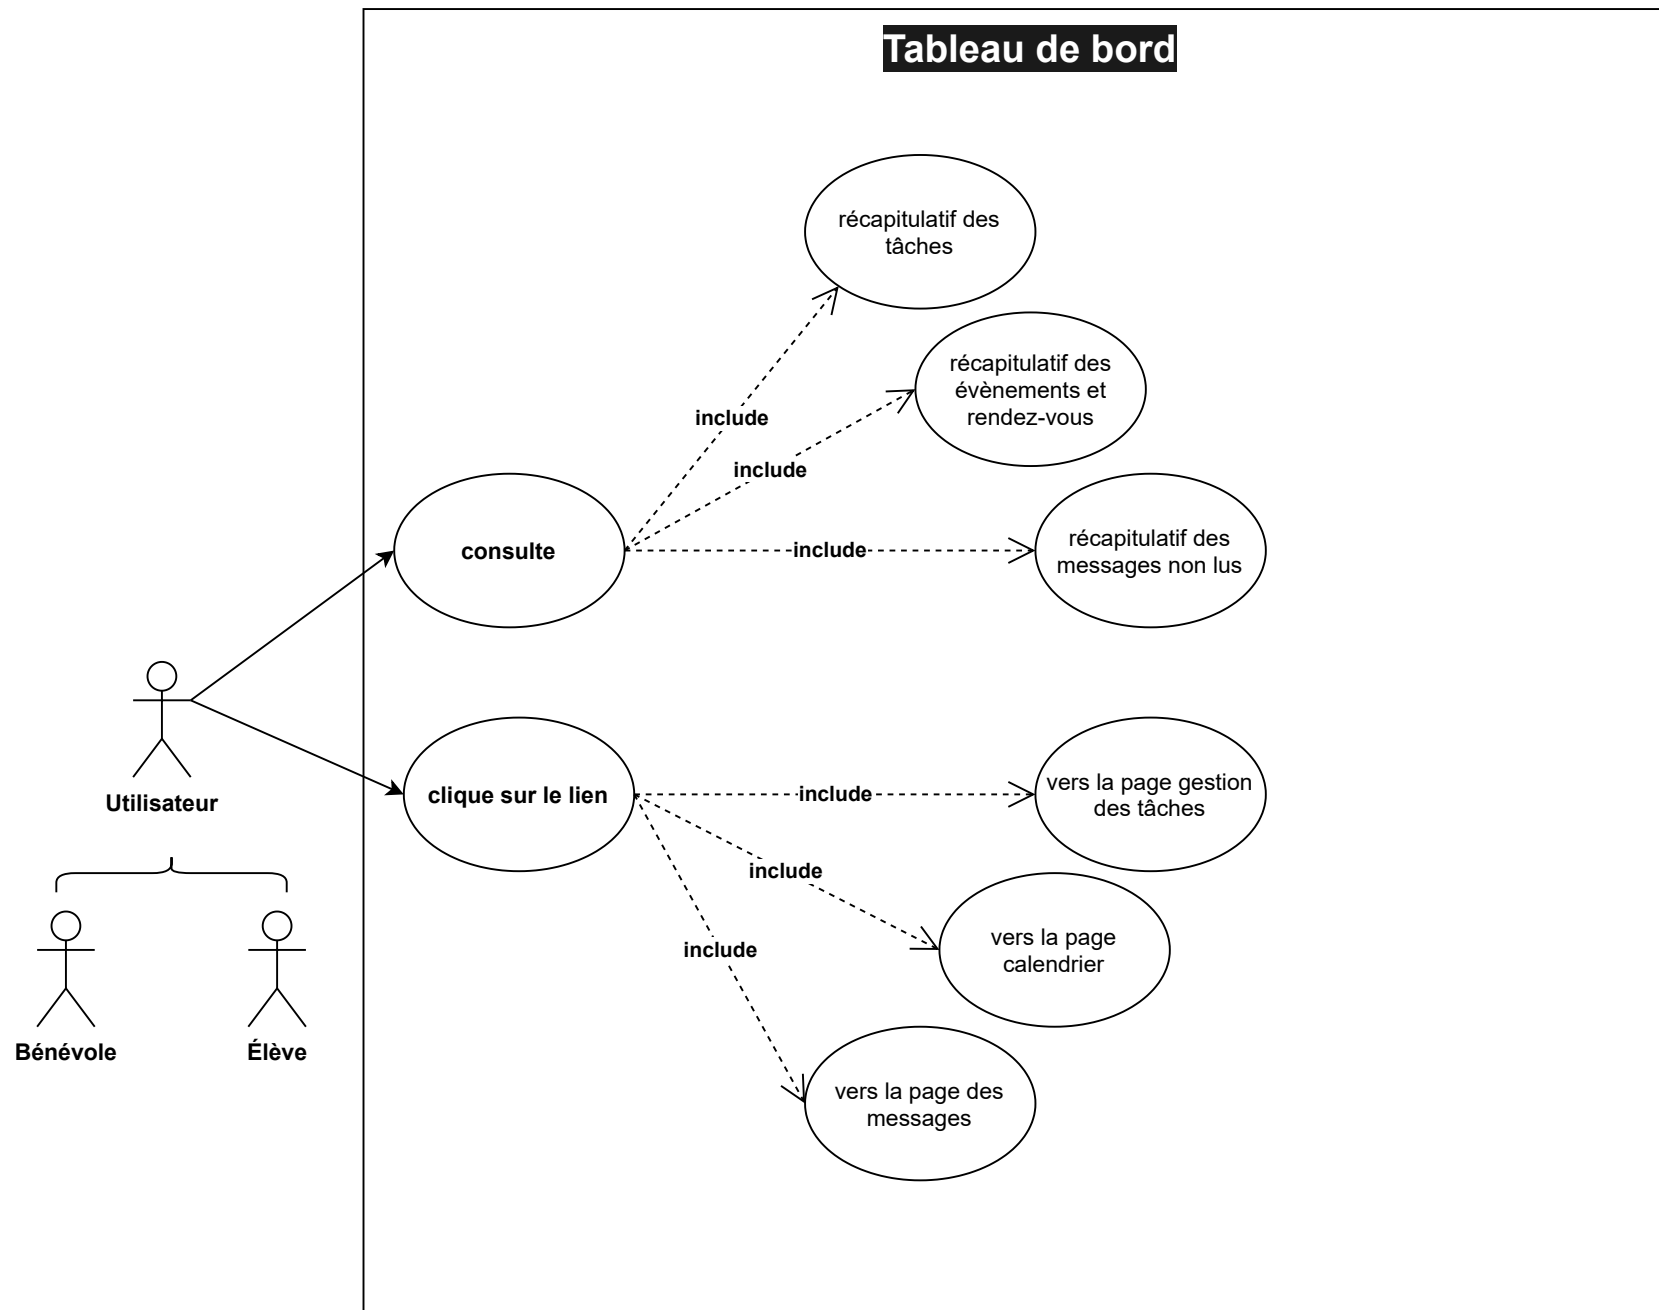 Tableau de bord
récapitulatif des
tâches
récapitulatif des
évènements et
rendez-vous
include
include
consulte
include
récapitulatif des
messages non lus
Utilisateur
clique sur le lien
include
vers la page gestion
des tâches
include
vers la page
calendrier
include
Bénévole
Élève
vers la page des
messages